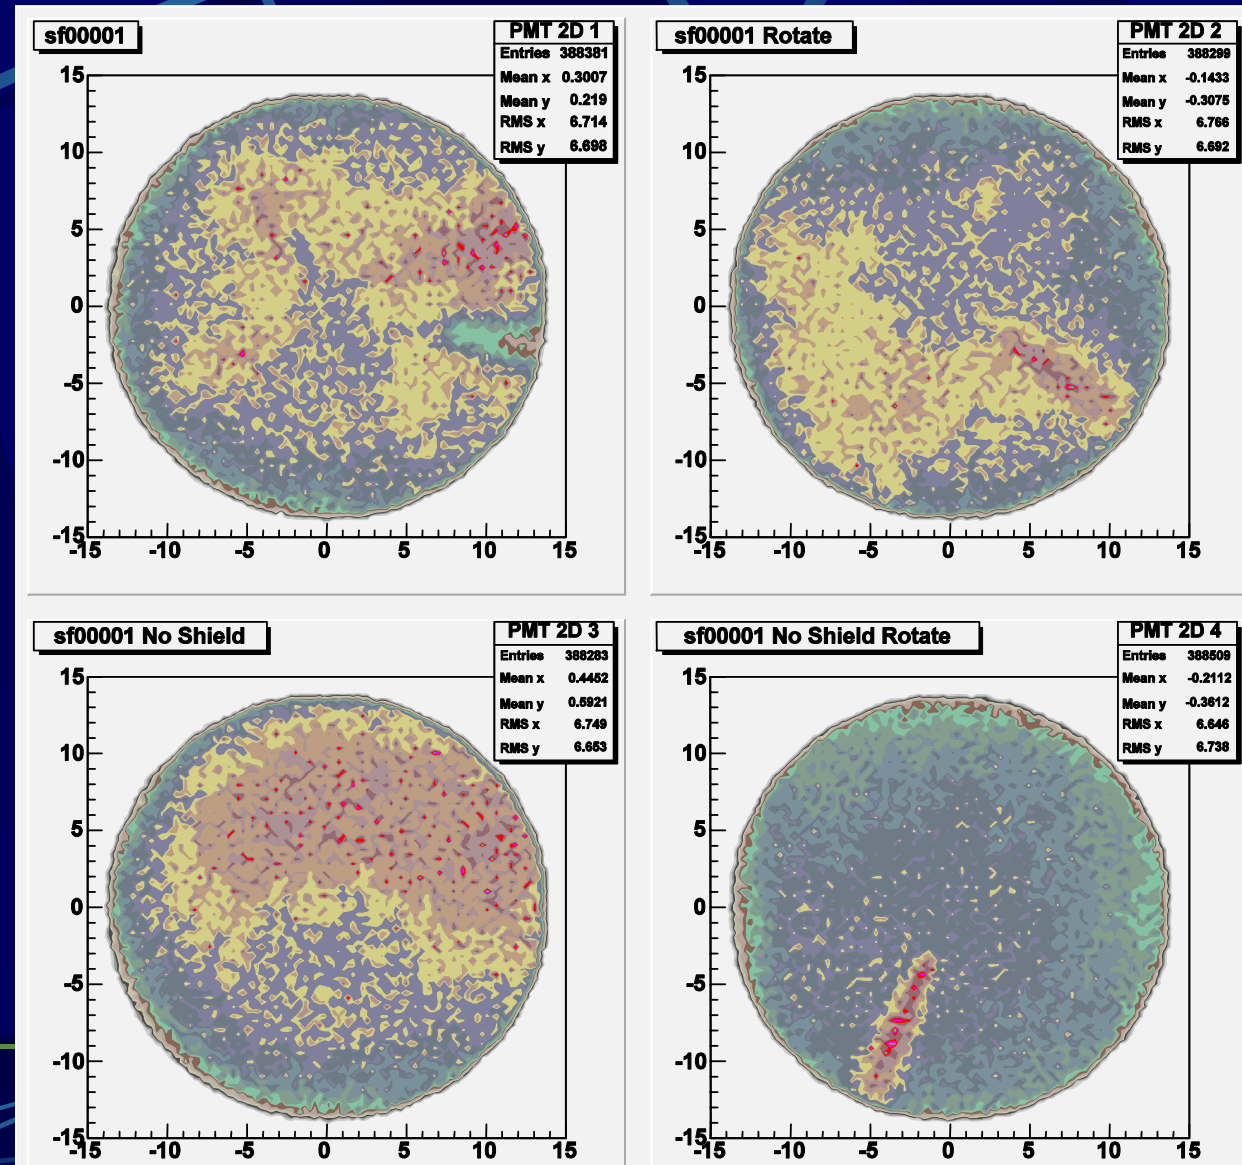 sf00001
PMT 2D 1
Entries 388381
Mean x 0.3007
Mean y 0.219
RMS x 6.714
RMS y 6.698
15
10
5
0
-5
-10
-15
-15 -10 -5 0 5 10 15
sf00001 Rotate
PMT 2D 2
Entries 388299
Mean x -0.1433
Mean y -0.3075
RMS x 6.766
RMS y 6.692
15
10
5
0
-5
-10
-15
-15 -10 -5 0 5 10 15
sf00001 No Shield
PMT 2D 3
Entries 388283
Mean x 0.4452
Mean y 0.5921
RMS x 6.749
RMS y 6.653
15
10
5
0
-5
-10
-15
-15 -10 -5 0 5 10 15
sf00001 No Shield Rotate
PMT 2D 4
Entries 388509
Mean x -0.2112
Mean y -0.3612
RMS x 6.646
RMS y 6.738
15
10
5
0
-5
-10
-15
-15 -10 -5 0 5 10 15